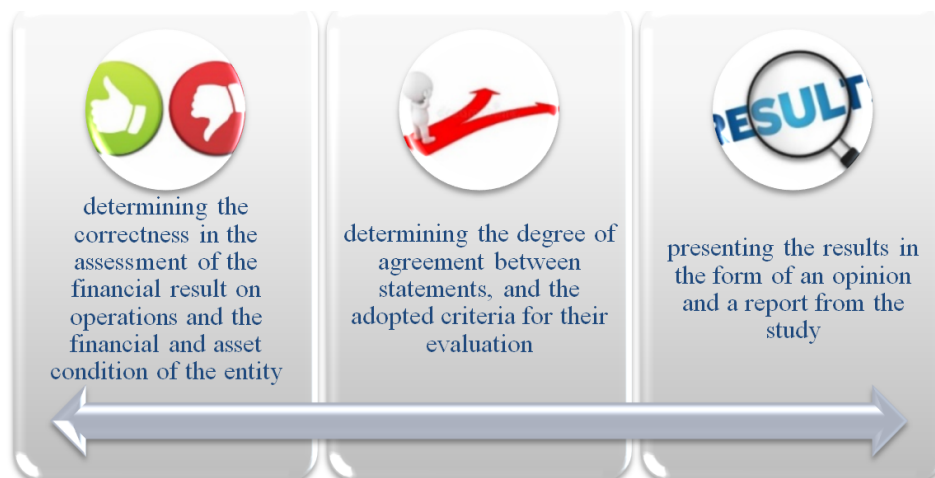 determining the
correctness in the
assessment of the
financial result on
operations and the
financial and asset
condition of the entity
determining the degree of
agreement between
statements, and the
adopted criteria for their
evaluation
RESULT
presenting the results in
the form of an opinion
and a report from the
study